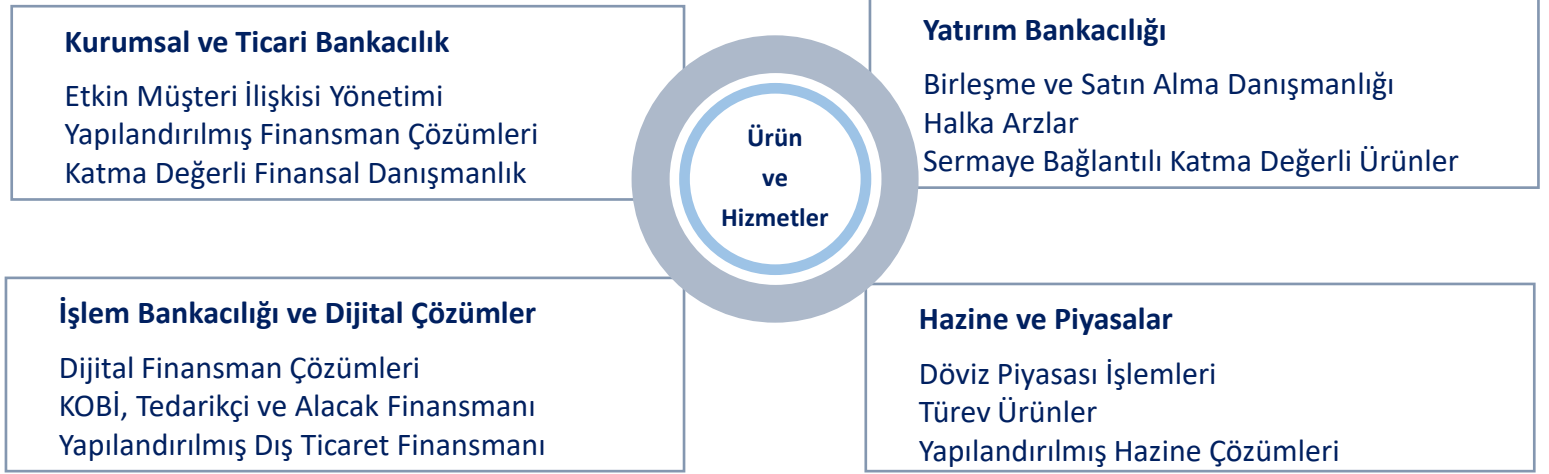 Kurumsal ve Ticari Bankacılık
Etkin Müşteri İlişkisi Yönetimi
Yapılandırılmış Finansman Çözümleri
Katma Değerli Finansal Danışmanlık
Yatırım Bankacılığı
Birleşme ve Satın Alma Danışmanlığı
Halka Arzlar
Sermaye Bağlantılı Katma Değerli Ürünler
Ürün
ve
Hizmetler
İşlem Bankacılığı ve Dijital Çözümler
Dijital Finansman Çözümleri
KOBİ, Tedarikçi ve Alacak Finansmanı
Yapılandırılmış Dış Ticaret Finansmanı
Hazine ve Piyasalar
Döviz Piyasası İşlemleri
Türev Ürünler
Yapılandırılmış Hazine Çözümleri